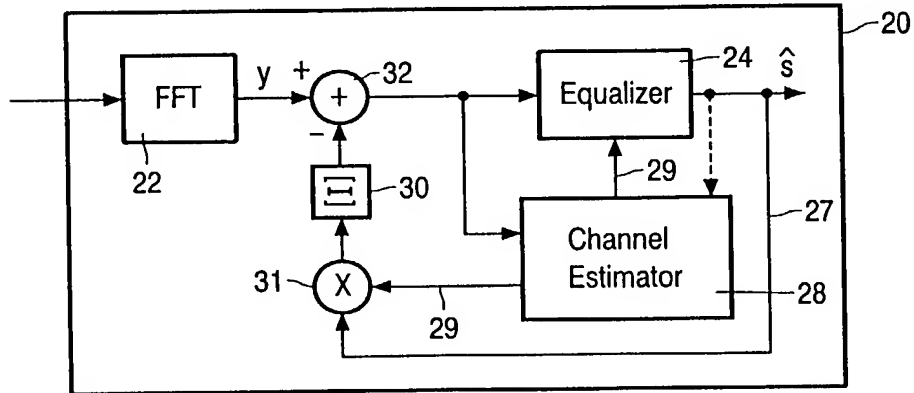 20
FFT
22
y
+
+
32
−
Equalizer
24
ŝ
29
27
Ξ
30
Channel
Estimator
28
31
X
29